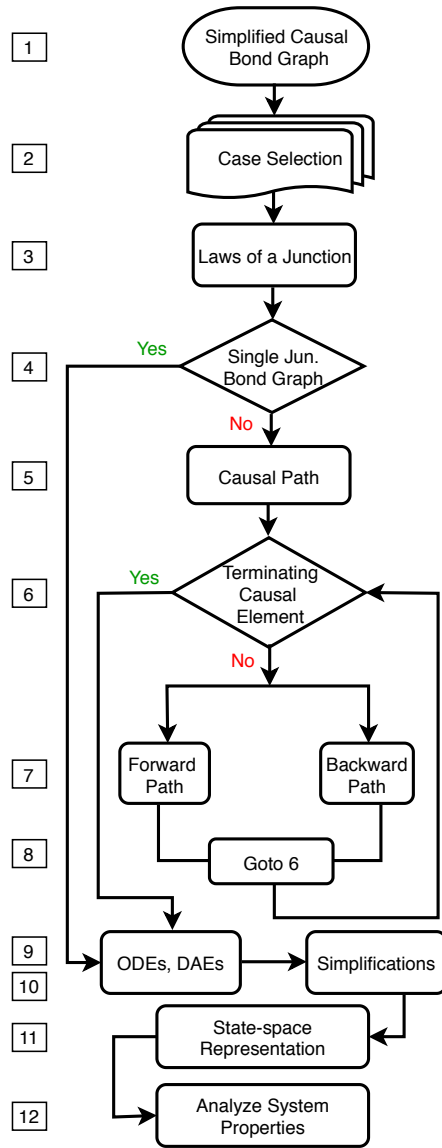 1
Simplified Causal
Bond Graph
2
Case Selection
3
Laws of a Junction
Yes
4
Single Jun.
Bond Graph
No
5
Causal Path
Yes
6
Terminating
Causal
Element
No
7
Forward
Path
Backward
Path
8
Goto 6
9
ODEs, DAEs
Simplifications
10
11
State-space
Representation
12
Analyze System
Properties